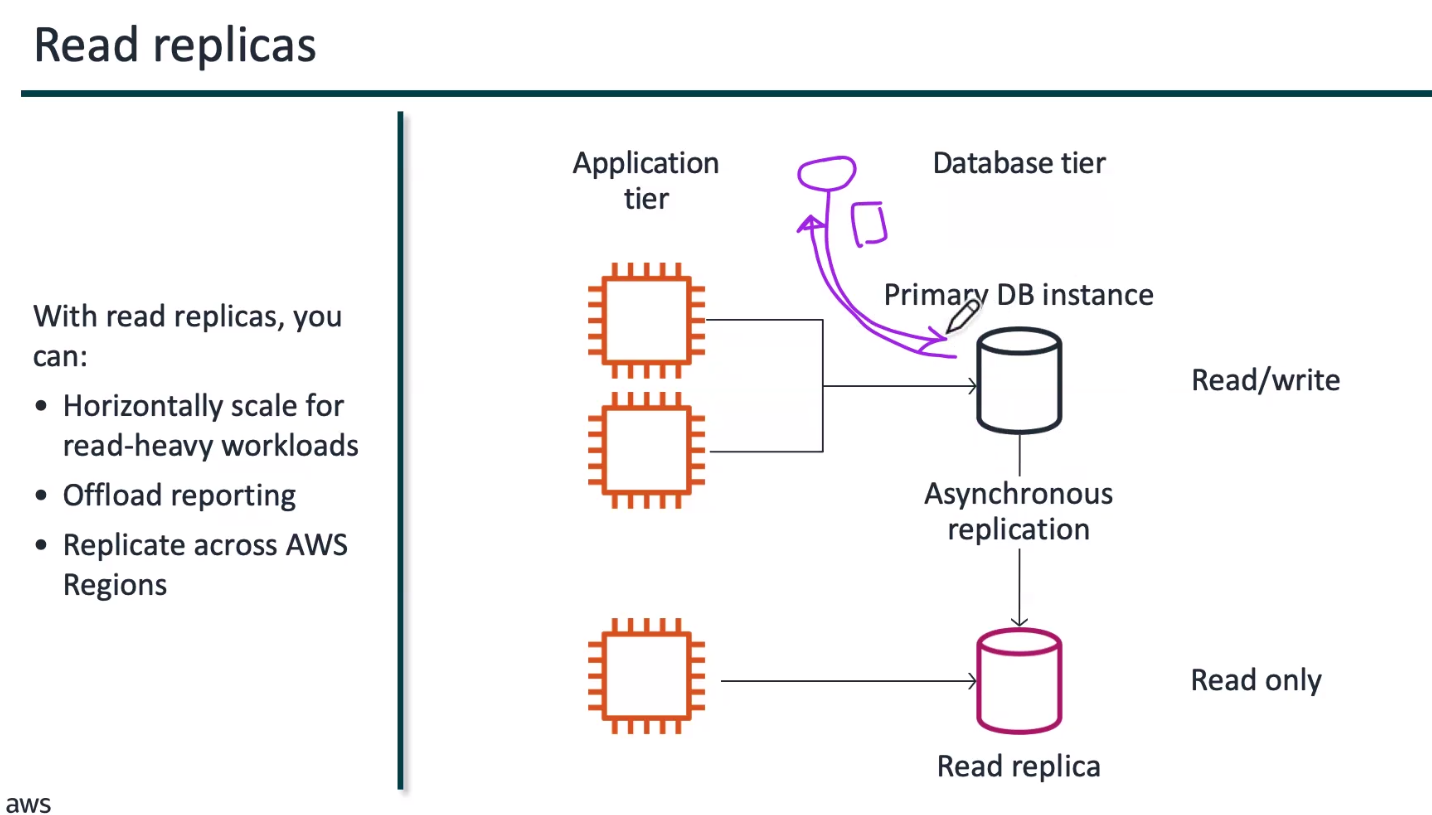 Read replicas
With read replicas, you
can:
• Horizontally scale for
read-heavy workloads
• Offload reporting
• Replicate across AWS
Regions
Application
tier
Database tier
Primary DB instance
Read/write
Asynchronous
replication
Read only
Read replica
aws